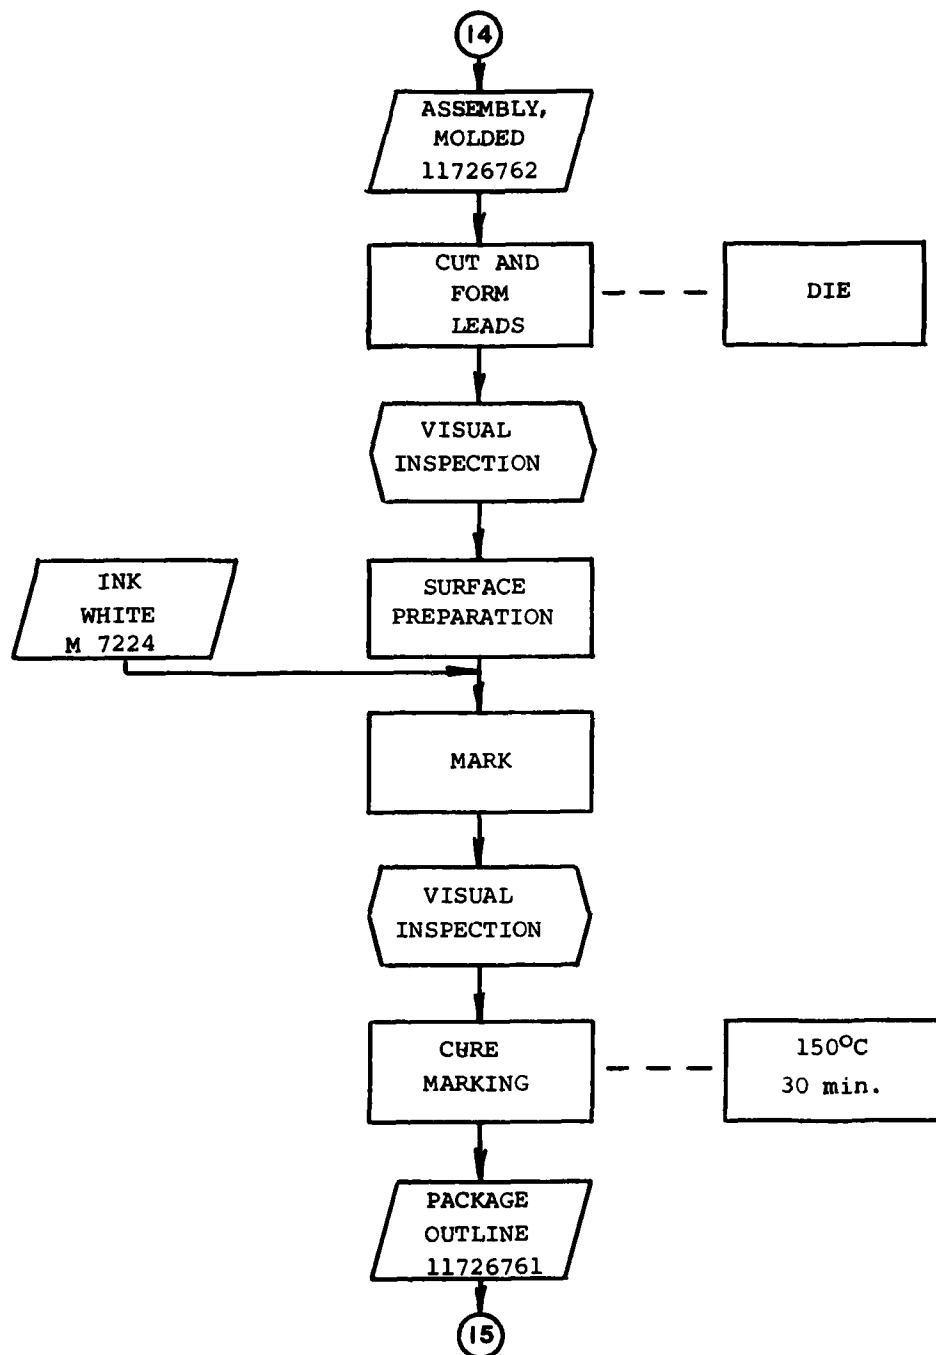 14
ASSEMBLY,
MOLDED
11726762
CUT AND
FORM
LEADS
DIE
VISUAL
INSPECTION
SURFACE
PREPARATION
INK
WHITE
M 7224
MARK
VISUAL
INSPECTION
CURE
MARKING
150°C
30 min.
PACKAGE
OUTLINE
11726761
15